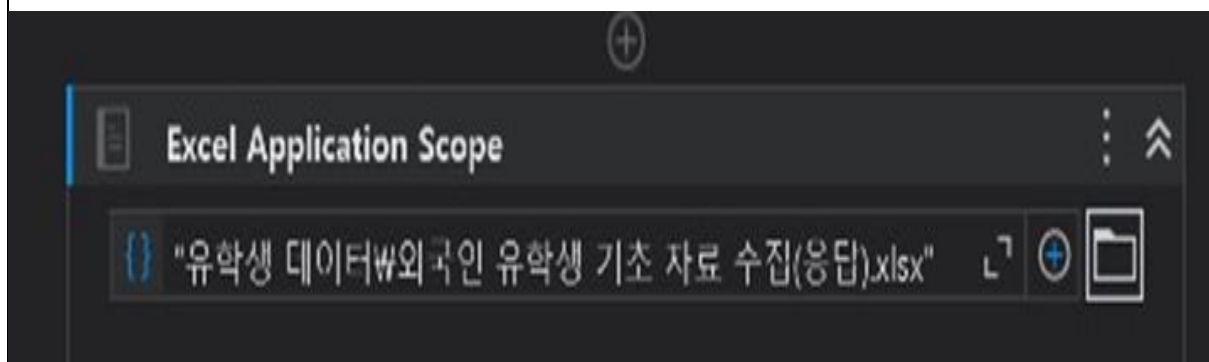 Excel Application Scope
{} "유학생 데이터₩외국인 유학생 기초 자료 수집(응답).xlsx"